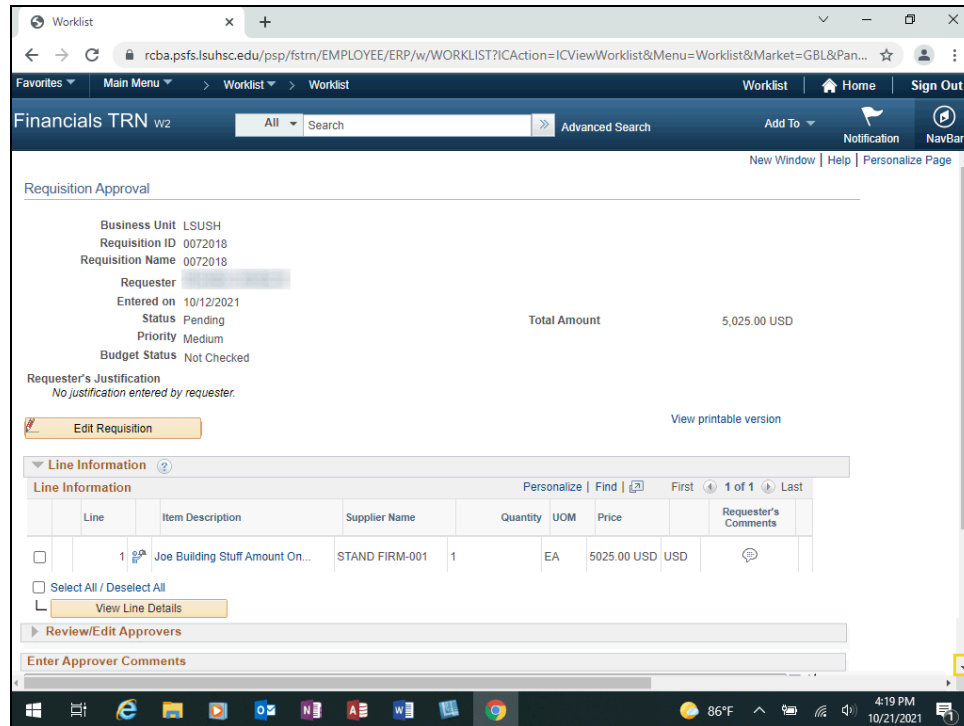 Worklist
rcba.psfs.lsuhsc.edu/psp/fstrn/EMPLOYEE/ERP/w/WORKLIST?ICAction=ICViewWorklist&Menu=Worklist&Market=GBL&Pan...
Favorites Main Menu > Worklist > Worklist Worklist Home Sign Out
Financials TRN W2 All Search Advanced Search Add To Notification NavBar
New Window | Help | Personalize Page
Requisition Approval
Business Unit LSUSH
Requisition ID 0072018
Requisition Name 0072018
Requester
Entered on 10/12/2021
Status Pending Total Amount 5,025.00 USD
Priority Medium
Budget Status Not Checked
Requester's Justification
No justification entered by requester.
Edit Requisition View printable version
Line Information
Line Information Personalize | Find | First 1 of 1 Last
Line Item Description Supplier Name Quantity UOM Price Requester's Comments
1 Joe Building Stuff Amount On... STAND FIRM-001 1 EA 5025.00 USD USD
Select All / Deselect All
View Line Details
Review/Edit Approvers
Enter Approver Comments
86°F 4:19 PM
10/21/2021